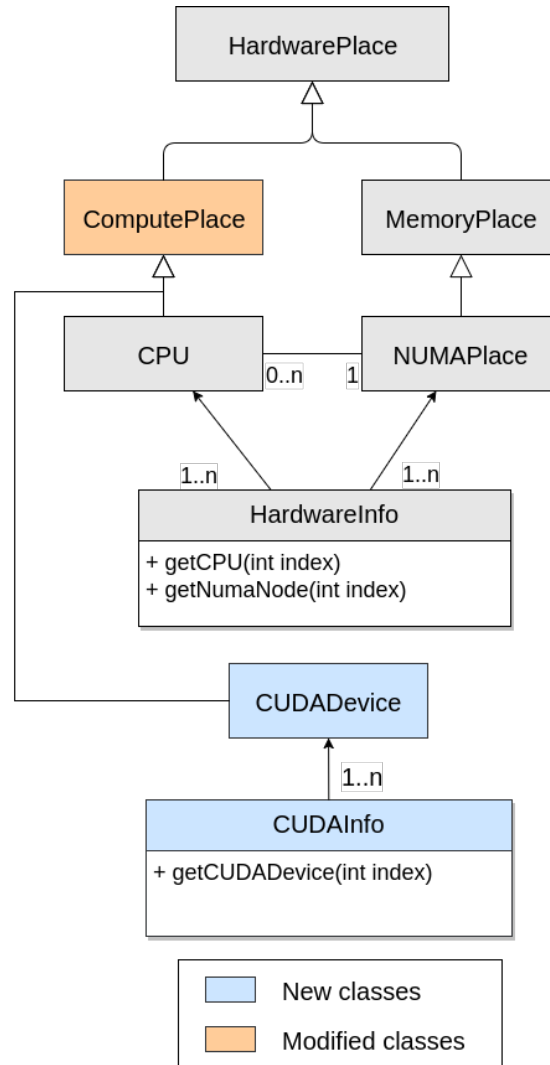 HardwarePlace
ComputePlace
MemoryPlace
CPU
NUMAPlace
0..n
1
1..n
1..n
HardwareInfo
+ getCPU(int index)
+ getNumaNode(int index)
CUDADevice
1..n
CUDAInfo
+ getCUDADevice(int index)
New classes
Modified classes